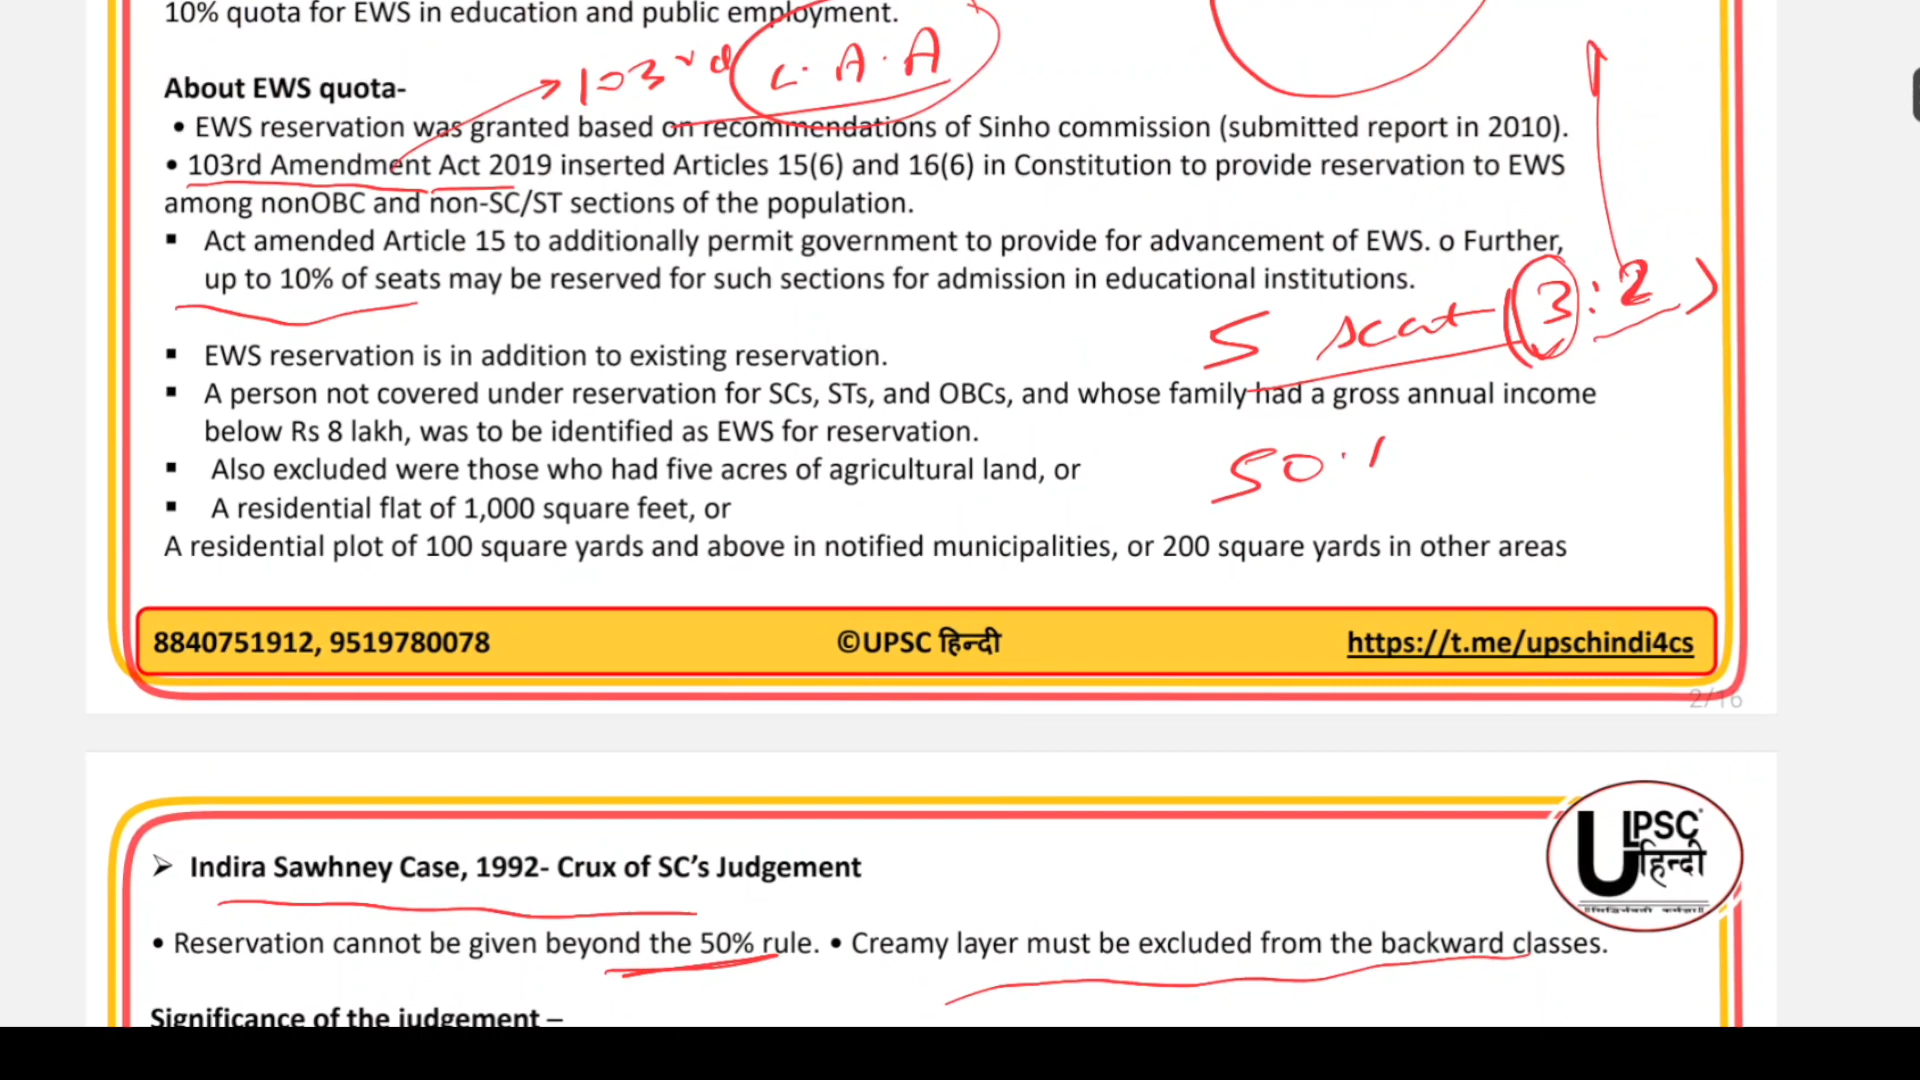 10% quota for EWS in education and public employment.
103rd C.A.A
About EWS quota-
• EWS reservation was granted based on recommendations of Sinho commission (submitted report in 2010).
• 103rd Amendment Act 2019 inserted Articles 15(6) and 16(6) in Constitution to provide reservation to EWS
among nonOBC and non-SC/ST sections of the population.
▪ Act amended Article 15 to additionally permit government to provide for advancement of EWS. o Further,
up to 10% of seats may be reserved for such sections for admission in educational institutions.
5 seat (3:2)
▪ EWS reservation is in addition to existing reservation.
▪ A person not covered under reservation for SCs, STs, and OBCs, and whose family had a gross annual income
below Rs 8 lakh, was to be identified as EWS for reservation.
▪ Also excluded were those who had five acres of agricultural land, or
50%
▪ A residential flat of 1,000 square feet, or
A residential plot of 100 square yards and above in notified municipalities, or 200 square yards in other areas
8840751912, 9519780078 ©UPSC हिन्दी https://t.me/upschindi4cs
2/16
UPSC
हिन्दी
➢ Indira Sawhney Case, 1992- Crux of SC’s Judgement
• Reservation cannot be given beyond the 50% rule. • Creamy layer must be excluded from the backward classes.
Significance of the judgement –